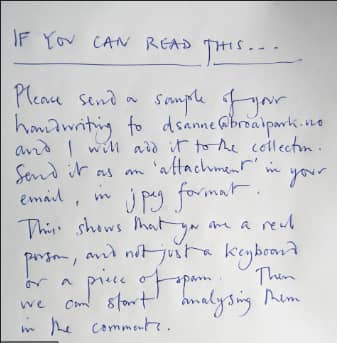 IF YOU CAN READ THIS...
Please send a sample of your
handwriting to dsanne@broadpark.no
and I will add it to the collection.
Send it as an 'attachment' in your
email, in jpeg format.
This shows that you are a real
person, and not just a keyboard
or a piece of spam. Then
we can start analysing them
in the comments.